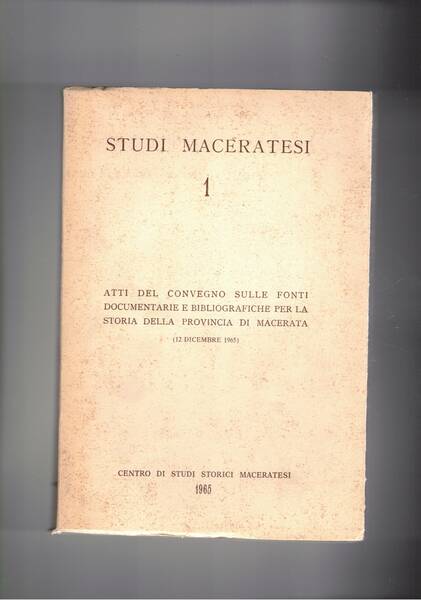 STUDI MACERATESI
1
ATTI DEL CONVEGNO SULLE FONTI
DOCUMENTARIE E BIBLIOGRAFICHE PER LA
STORIA DELLA PROVINCIA DI MACERATA
(12 DICEMBRE 1965)
CENTRO DI STUDI STORICI MACERATESI
1965